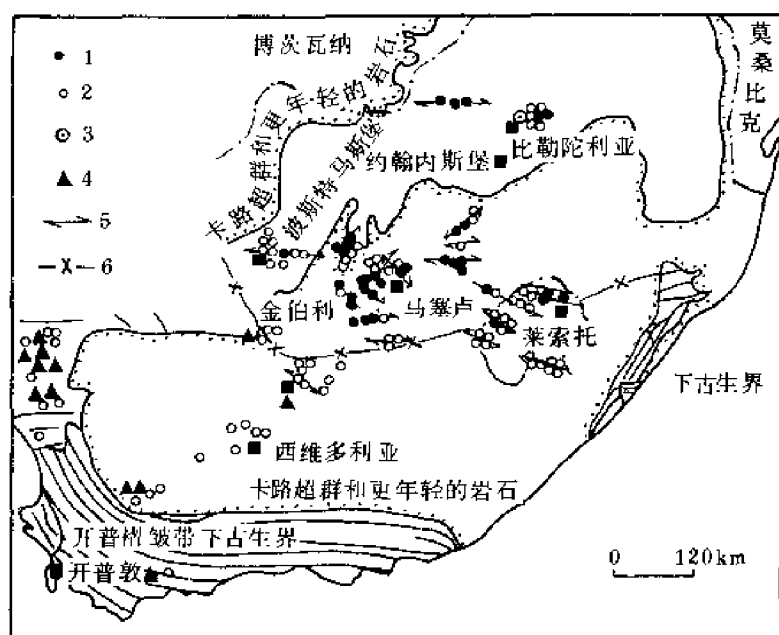 博茨瓦纳
莫桑比克
1
2
3
4
5
6
卡路超群和更年轻的岩石
波斯特马斯堡
约翰内斯堡
比勒陀利亚
金伯利
马塞卢
莱索托
下古生界
西维多利亚
卡路超群和更年轻的岩石
开普褶皱带下古生界
开普敦
0 120km